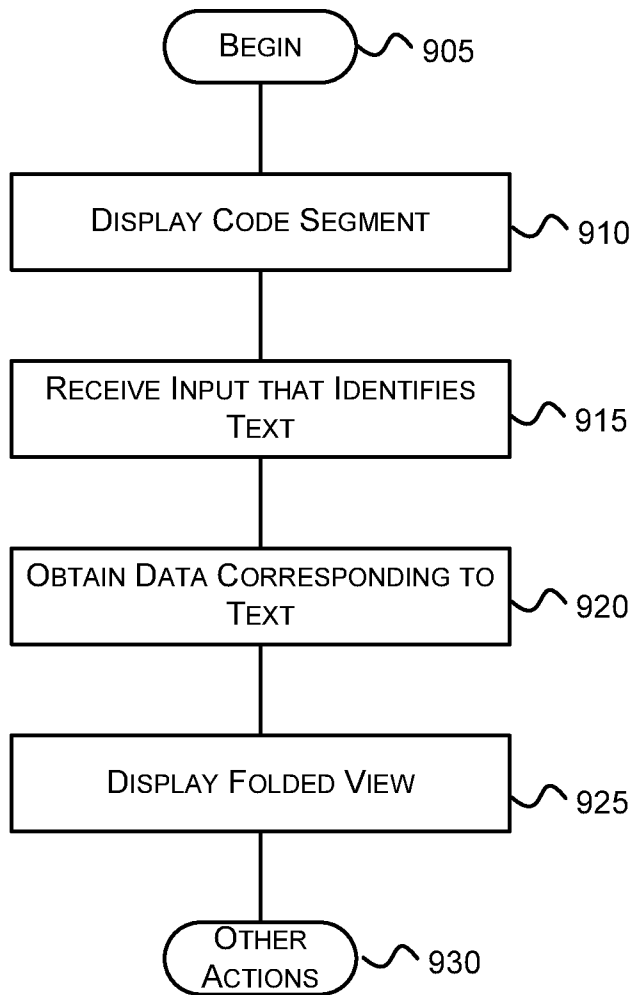 BEGIN
905
DISPLAY CODE SEGMENT
910
RECEIVE INPUT THAT IDENTIFIES
TEXT
915
OBTAIN DATA CORRESPONDING TO
TEXT
920
DISPLAY FOLDED VIEW
925
OTHER
ACTIONS
930